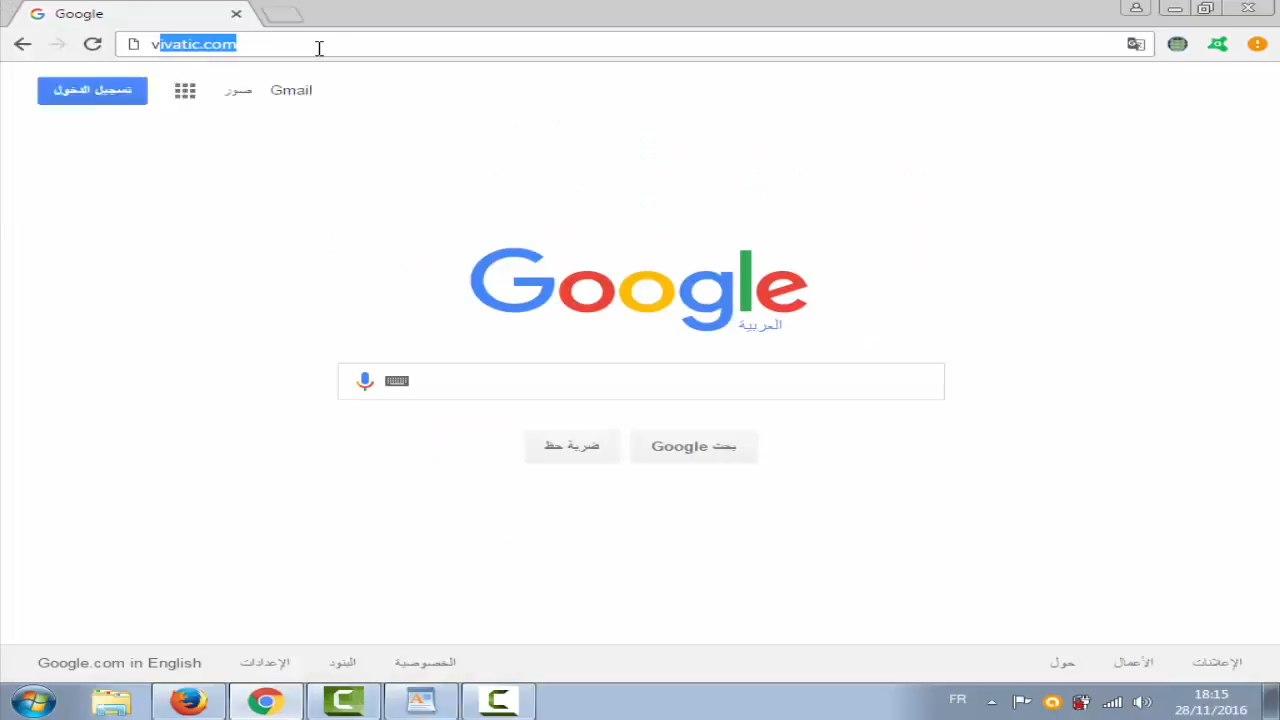 Google
vivatic.com
تسجيل الدخول
صور
Gmail
Google
العربية
بحث Google
ضربة حظ
Google.com in English
الإعدادات
البنود
الخصوصية
حول
الأعمال
الإعلانات
FR
18:15
28/11/2016